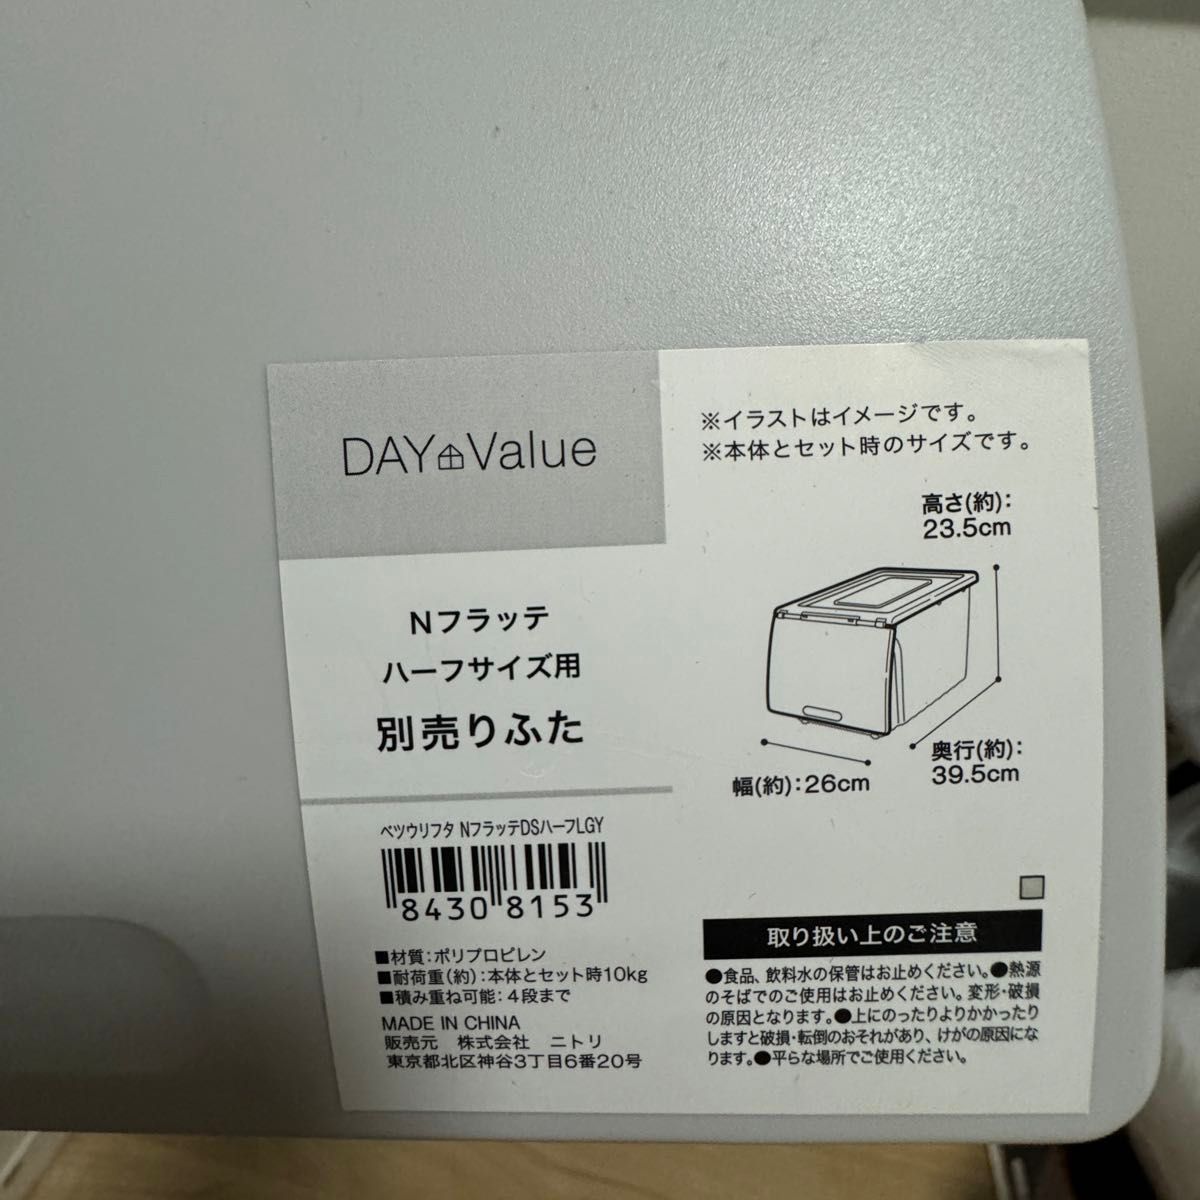 DAY Value
Nフラッテ
ハーフサイズ用
別売りふた
ベツウリフタ NフラッテDSハーフLGY
8430 8153
■材質:ポリプロピレン
■耐荷重(約):本体とセット時10kg
■積み重ね可能:4段まで
MADE IN CHINA
販売元 株式会社 ニトリ
東京都北区神谷3丁目6番20号
※イラストはイメージです。
※本体とセット時のサイズです。
高さ(約):
23.5cm
奥行(約):
39.5cm
幅(約):26cm
取り扱い上のご注意
●食品、飲料水の保管はお止めください。●熱源
のそばでのご使用はお止めください。変形・破損
の原因となります。●上にのったりよりかかったり
しますと破損・転倒のおそれがあり、けがの原因にな
ります。●平らな場所でご使用ください。